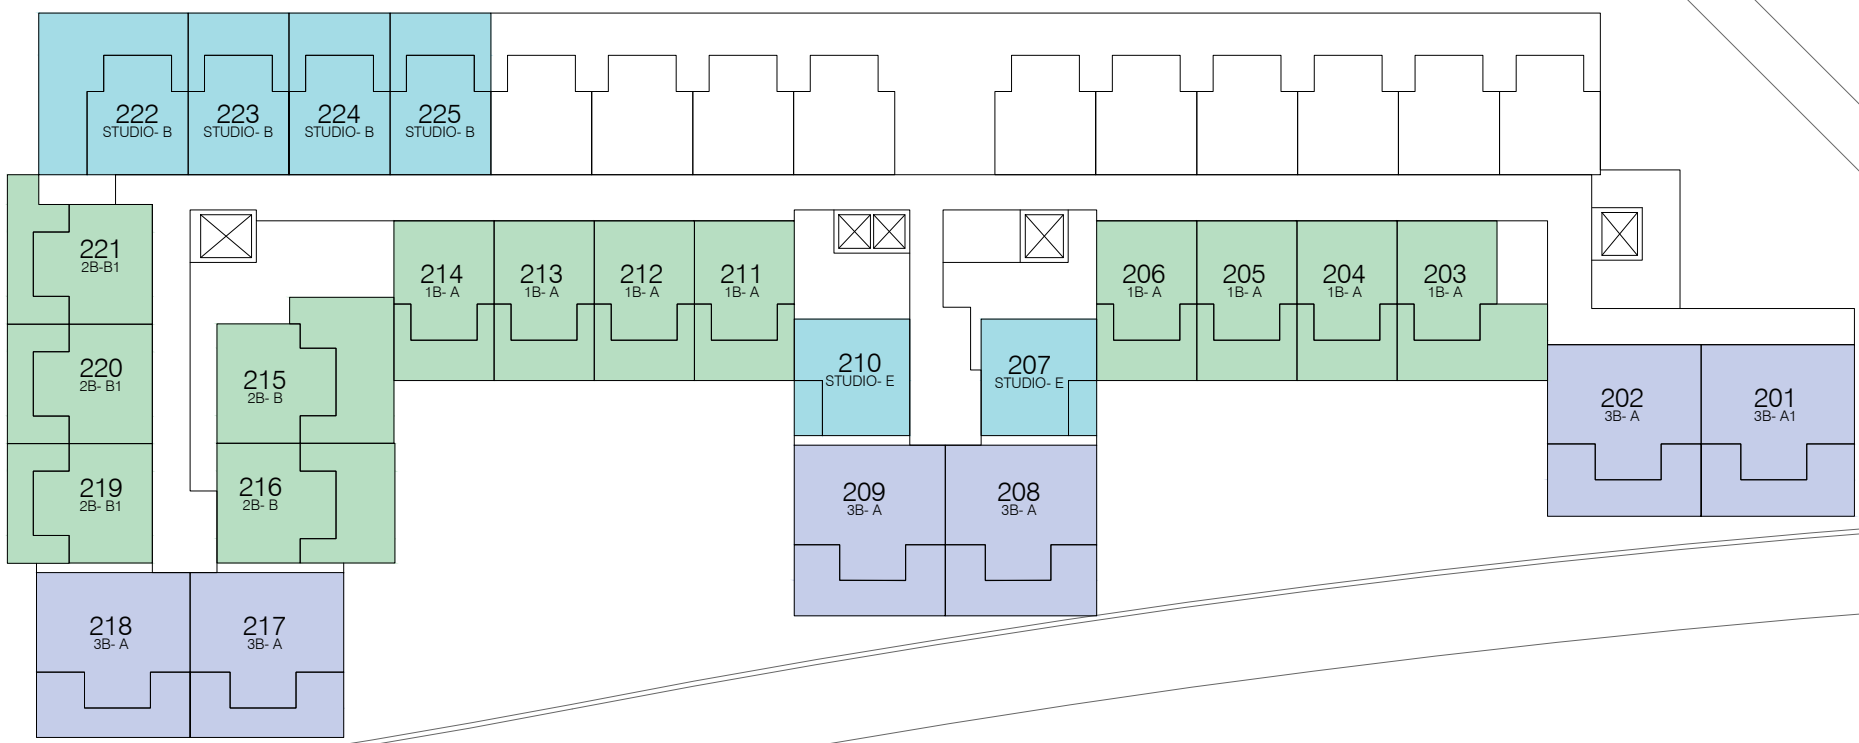 222
STUDIO- B
223
STUDIO- B
224
STUDIO- B
225
STUDIO- B
221
2B-B1
214
1B- A
213
1B- A
212
1B- A
211
1B- A
206
1B- A
205
1B- A
204
1B- A
203
1B- A
220
2B- B1
215
2B- B
210
STUDIO- E
207
STUDIO- E
202
3B- A
201
3B- A1
219
2B- B1
216
2B- B
209
3B- A
208
3B- A
218
3B- A
217
3B- A